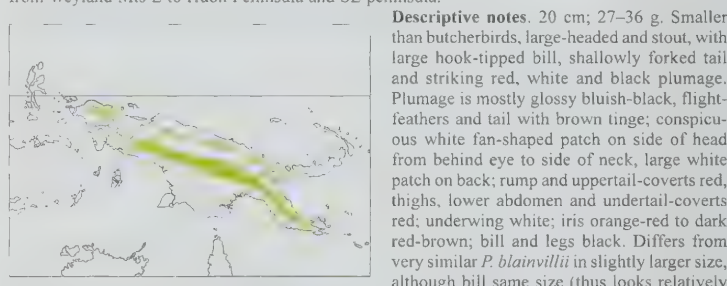 from Weyland Mts E to Huon Peninsula and SE peninsula.
Descriptive notes. 20 cm; 27–36 g. Smaller
than butcherbirds, large-headed and stout, with
large hook-tipped bill, shallowly forked tail
and striking red, white and black plumage.
Plumage is mostly glossy bluish-black, flight-
feathers and tail with brown tinge; conspicu-
ous white fan-shaped patch on side of head
from behind eye to side of neck, large white
patch on back; rump and uppertail-coverts red,
thighs, lower abdomen and undertail-coverts
red; underwing white; iris orange-red to dark
red-brown; bill and legs black. Differs from
very similar P. blainvillii in slightly larger size,
although bill same size (thus looks relatively